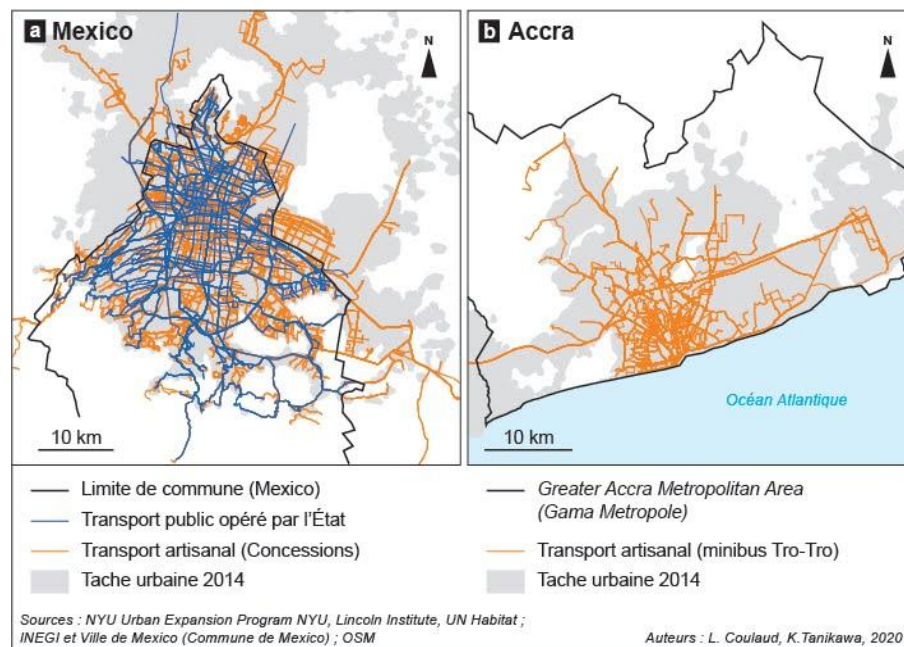 a Mexico
N
10 km
b Accra
N
Océan Atlantique
10 km
Limite de commune (Mexico)
Transport public opéré par l'État
Transport artisanal (Concessions)
Tache urbaine 2014
Greater Accra Metropolitan Area
(Gama Metropole)
Transport artisanal (minibus Tro-Tro)
Tache urbaine 2014
Sources : NYU Urban Expansion Program NYU, Lincoln Institute, UN Habitat ;
INEGI et Ville de Mexico (Commune de Mexico) ; OSM
Auteurs : L. Coulaud, K.Tanikawa, 2020